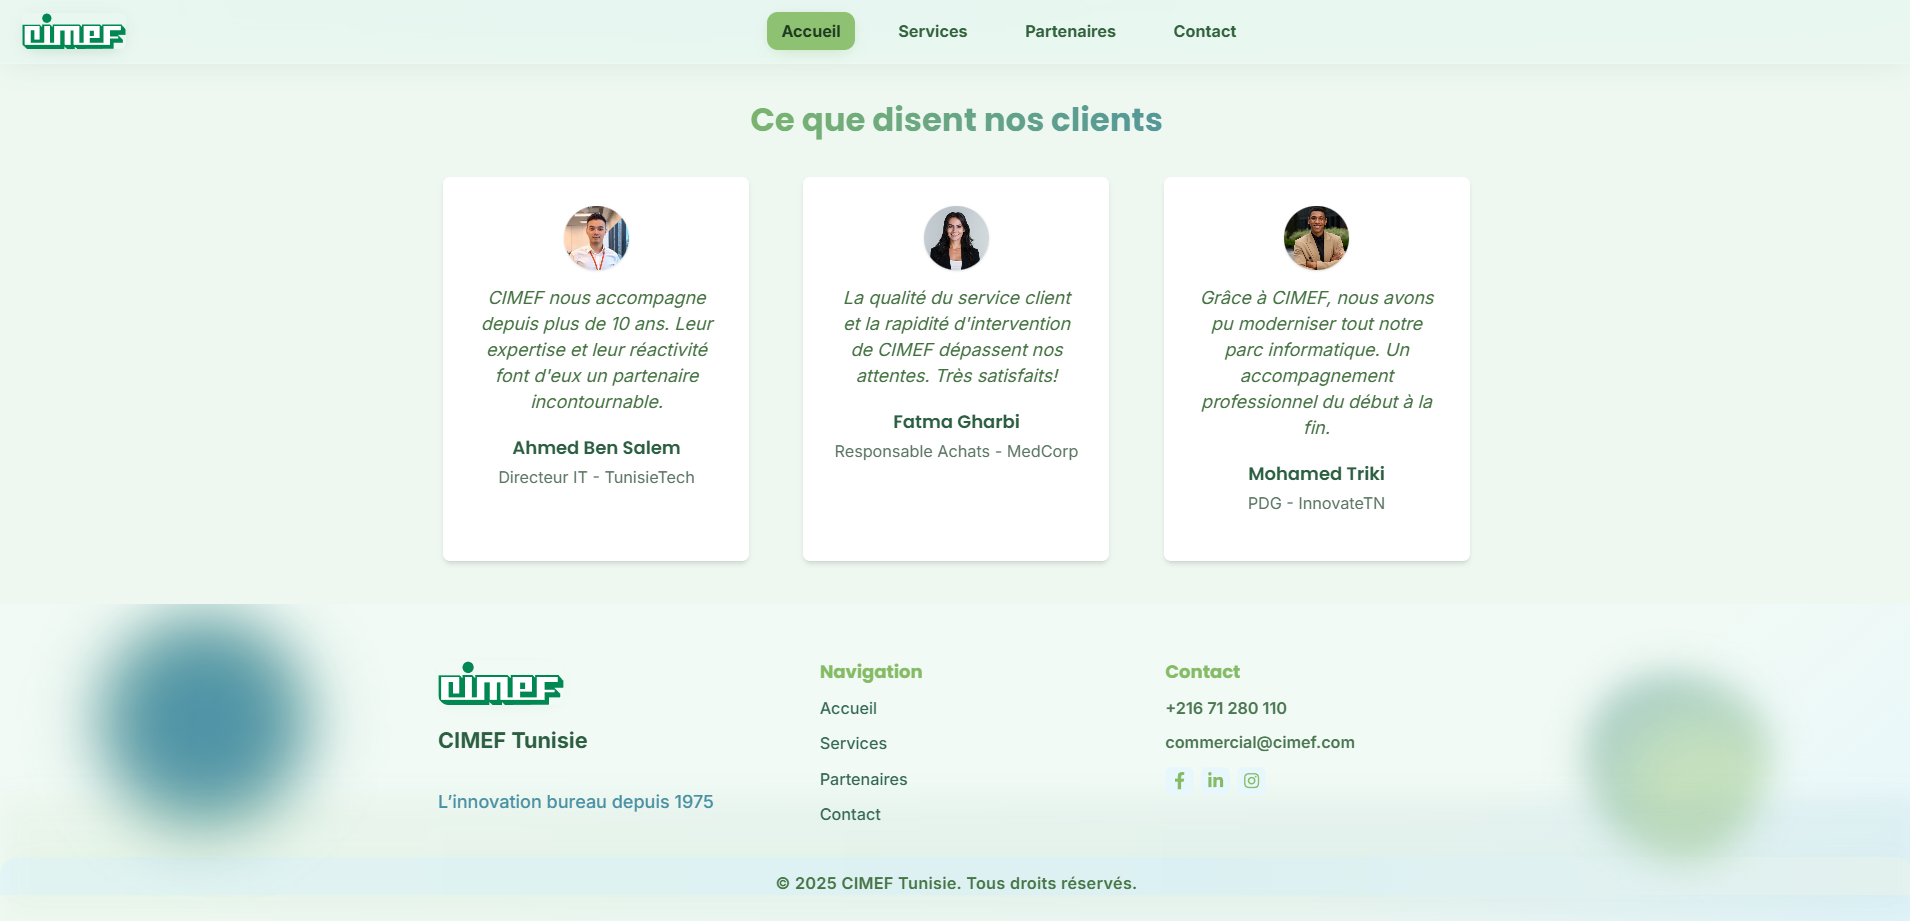 cimef
Accueil Services Partenaires Contact
Ce que disent nos clients
CIMEF nous accompagne
depuis plus de 10 ans. Leur
expertise et leur réactivité
font d'eux un partenaire
incontournable.
Ahmed Ben Salem
Directeur IT - TunisieTech
La qualité du service client
et la rapidité d'intervention
de CIMEF dépassent nos
attentes. Très satisfaits!
Fatma Gharbi
Responsable Achats - MedCorp
Grâce à CIMEF, nous avons
pu moderniser tout notre
parc informatique. Un
accompagnement
professionnel du début à la
fin.
Mohamed Triki
PDG - InnovateTN
cimef
CIMEF Tunisie
L’innovation bureau depuis 1975
Navigation
Accueil
Services
Partenaires
Contact
Contact
+216 71 280 110
commercial@cimef.com
© 2025 CIMEF Tunisie. Tous droits réservés.